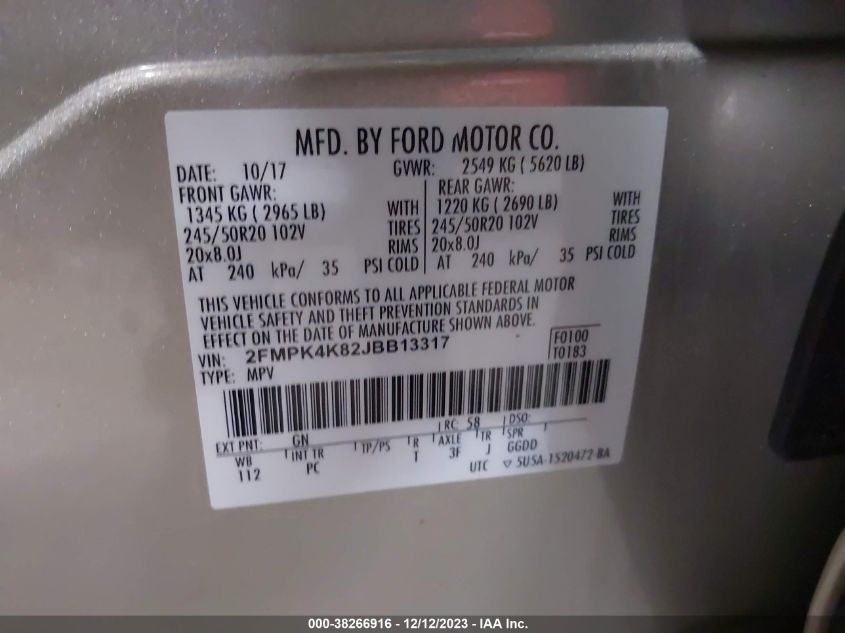 MFD. BY FORD MOTOR CO.
DATE: 10/17 GVWR: 2549 KG ( 5620 LB)
FRONT GAWR: REAR GAWR:
1345 KG ( 2965 LB) WITH 1220 KG ( 2690 LB) WITH
245/50R20 102V TIRES 245/50R20 102V TIRES
20x8.0J RIMS 20x8.0J RIMS
AT 240 kPa/ 35 PSI COLD AT 240 kPa/ 35 PSI COLD
THIS VEHICLE CONFORMS TO ALL APPLICABLE FEDERAL MOTOR
VEHICLE SAFETY AND THEFT PREVENTION STANDARDS IN
EFFECT ON THE DATE OF MANUFACTURE SHOWN ABOVE.
VIN: 2FMPK4K82JBB13317 F0100
TYPE: MPV T0183
RC: 58 DSO:
EXT PNT: GN
WB INT TR TP/PS R AXLE TR SPR
112 PC T 3F J GGDD
UTC ▽ 5U5A-1520472-BA
000-38266916 - 12/12/2023 - IAA Inc.